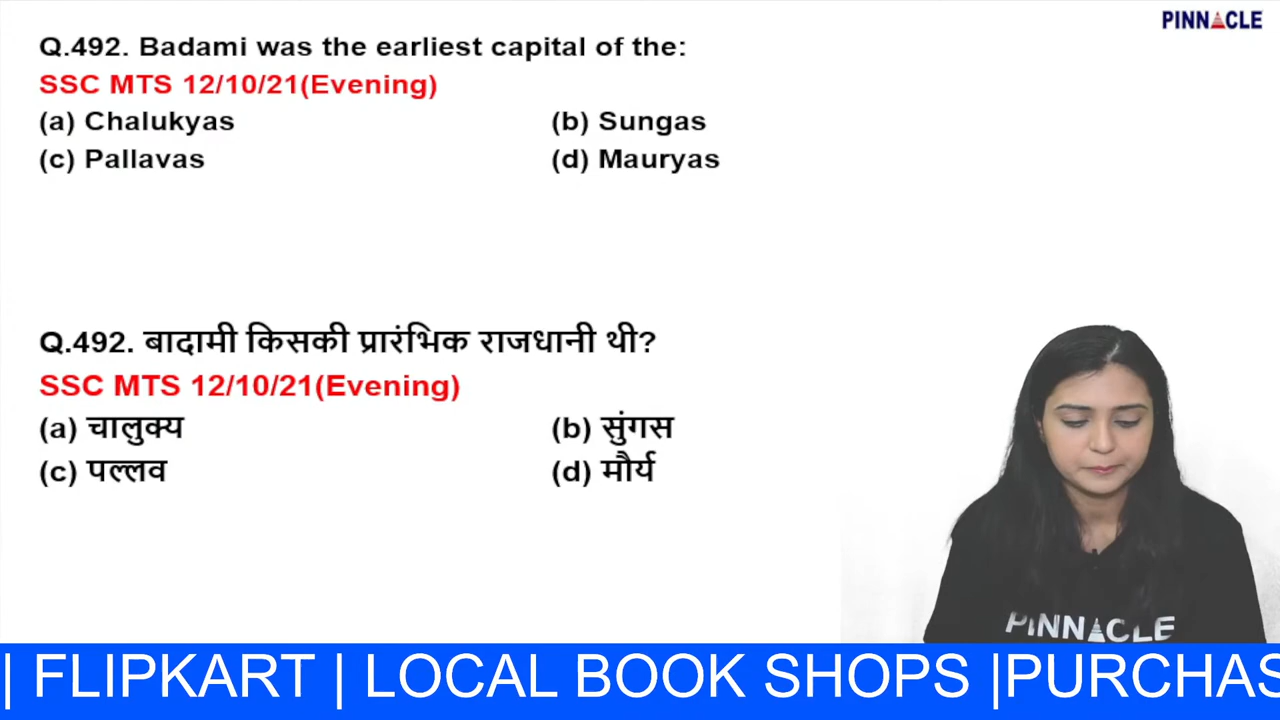 PINNACLE
Q.492. Badami was the earliest capital of the:
SSC MTS 12/10/21(Evening)
(a) Chalukyas (b) Sungas
(c) Pallavas (d) Mauryas
Q.492. बादामी किसकी प्रारंभिक राजधानी थी?
SSC MTS 12/10/21(Evening)
(a) चालुक्य (b) सुंगस
(c) पल्लव (d) मौर्य
PINNACLE
| FLIPKART | LOCAL BOOK SHOPS |PURCHAS